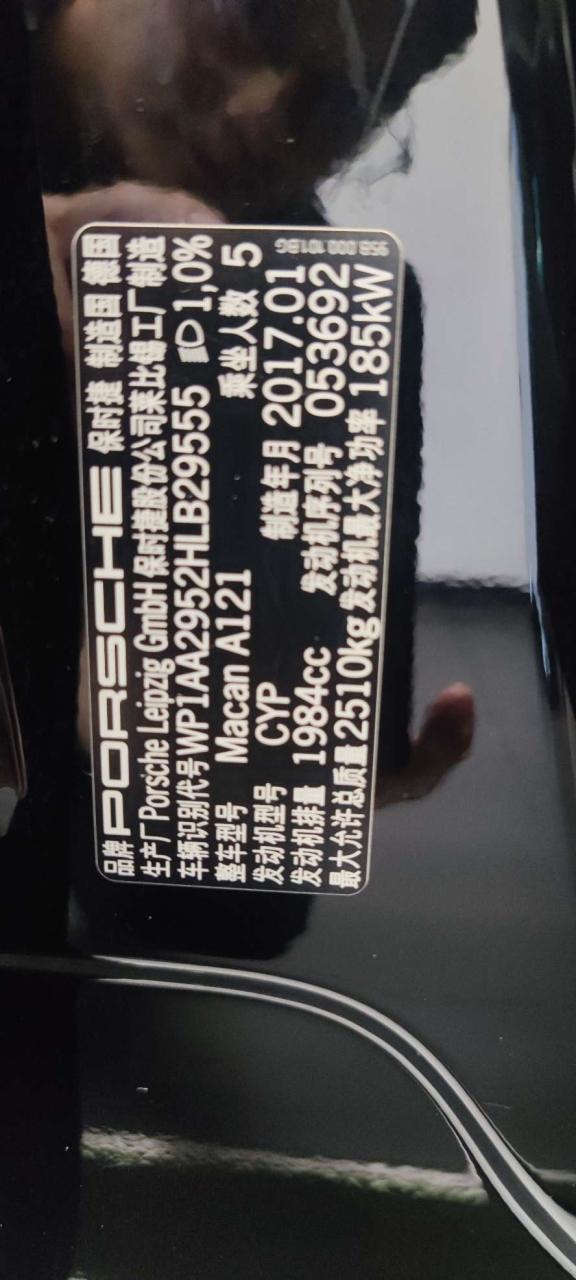 品牌 PORSCHE 保时捷 制造国 德国
生产厂 Porsche Leipzig GmbH 保时捷股份公司莱比锡工厂制造
车辆识别代号 WP1AA2952HLB29555 1,0%
整车型号 Macan A121 乘坐人数 5
发动机型号 CYP 制造年月 2017.01
发动机排量 1984cc 发动机序列号 053692
最大允许总质量 2510kg 发动机最大净功率 185kW
95B.000.101.BG